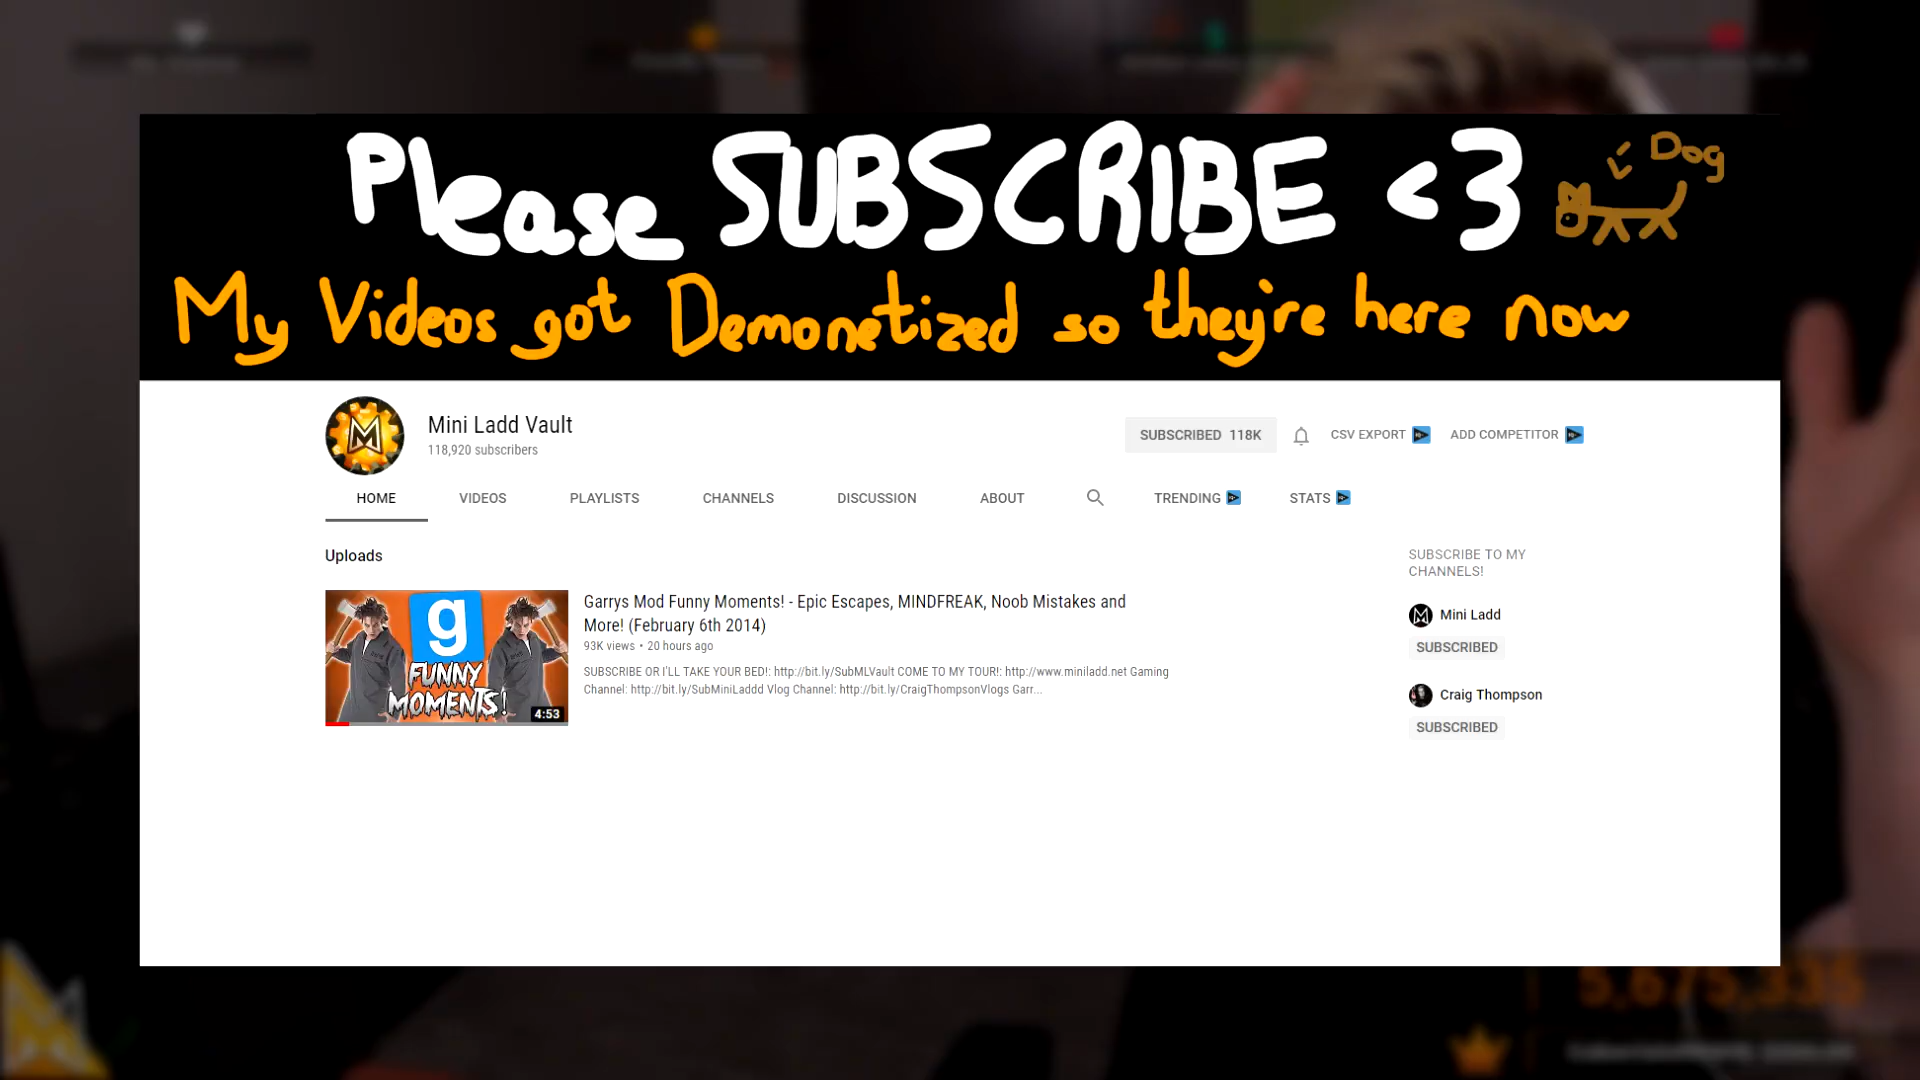 Please SUBSCRIBE <3
Dog
My Videos got Demonetized so they're here now
Mini Ladd Vault
118,920 subscribers
SUBSCRIBED 118K
CSV EXPORT
ADD COMPETITOR
HOME
VIDEOS
PLAYLISTS
CHANNELS
DISCUSSION
ABOUT
TRENDING
STATS
Uploads
g
FUNNY
MOMENTS!
4:53
Garrys Mod Funny Moments! - Epic Escapes, MINDFREAK, Noob Mistakes and
More! (February 6th 2014)
93K views • 20 hours ago
SUBSCRIBE OR I'LL TAKE YOUR BED!: http://bit.ly/SubMLVault COME TO MY TOUR!: http://www.miniladd.net Gaming
Channel: http://bit.ly/SubMiniLaddd Vlog Channel: http://bit.ly/CraigThompsonVlogs Garr...
SUBSCRIBE TO MY
CHANNELS!
Mini Ladd
SUBSCRIBED
Craig Thompson
SUBSCRIBED
5,675,335